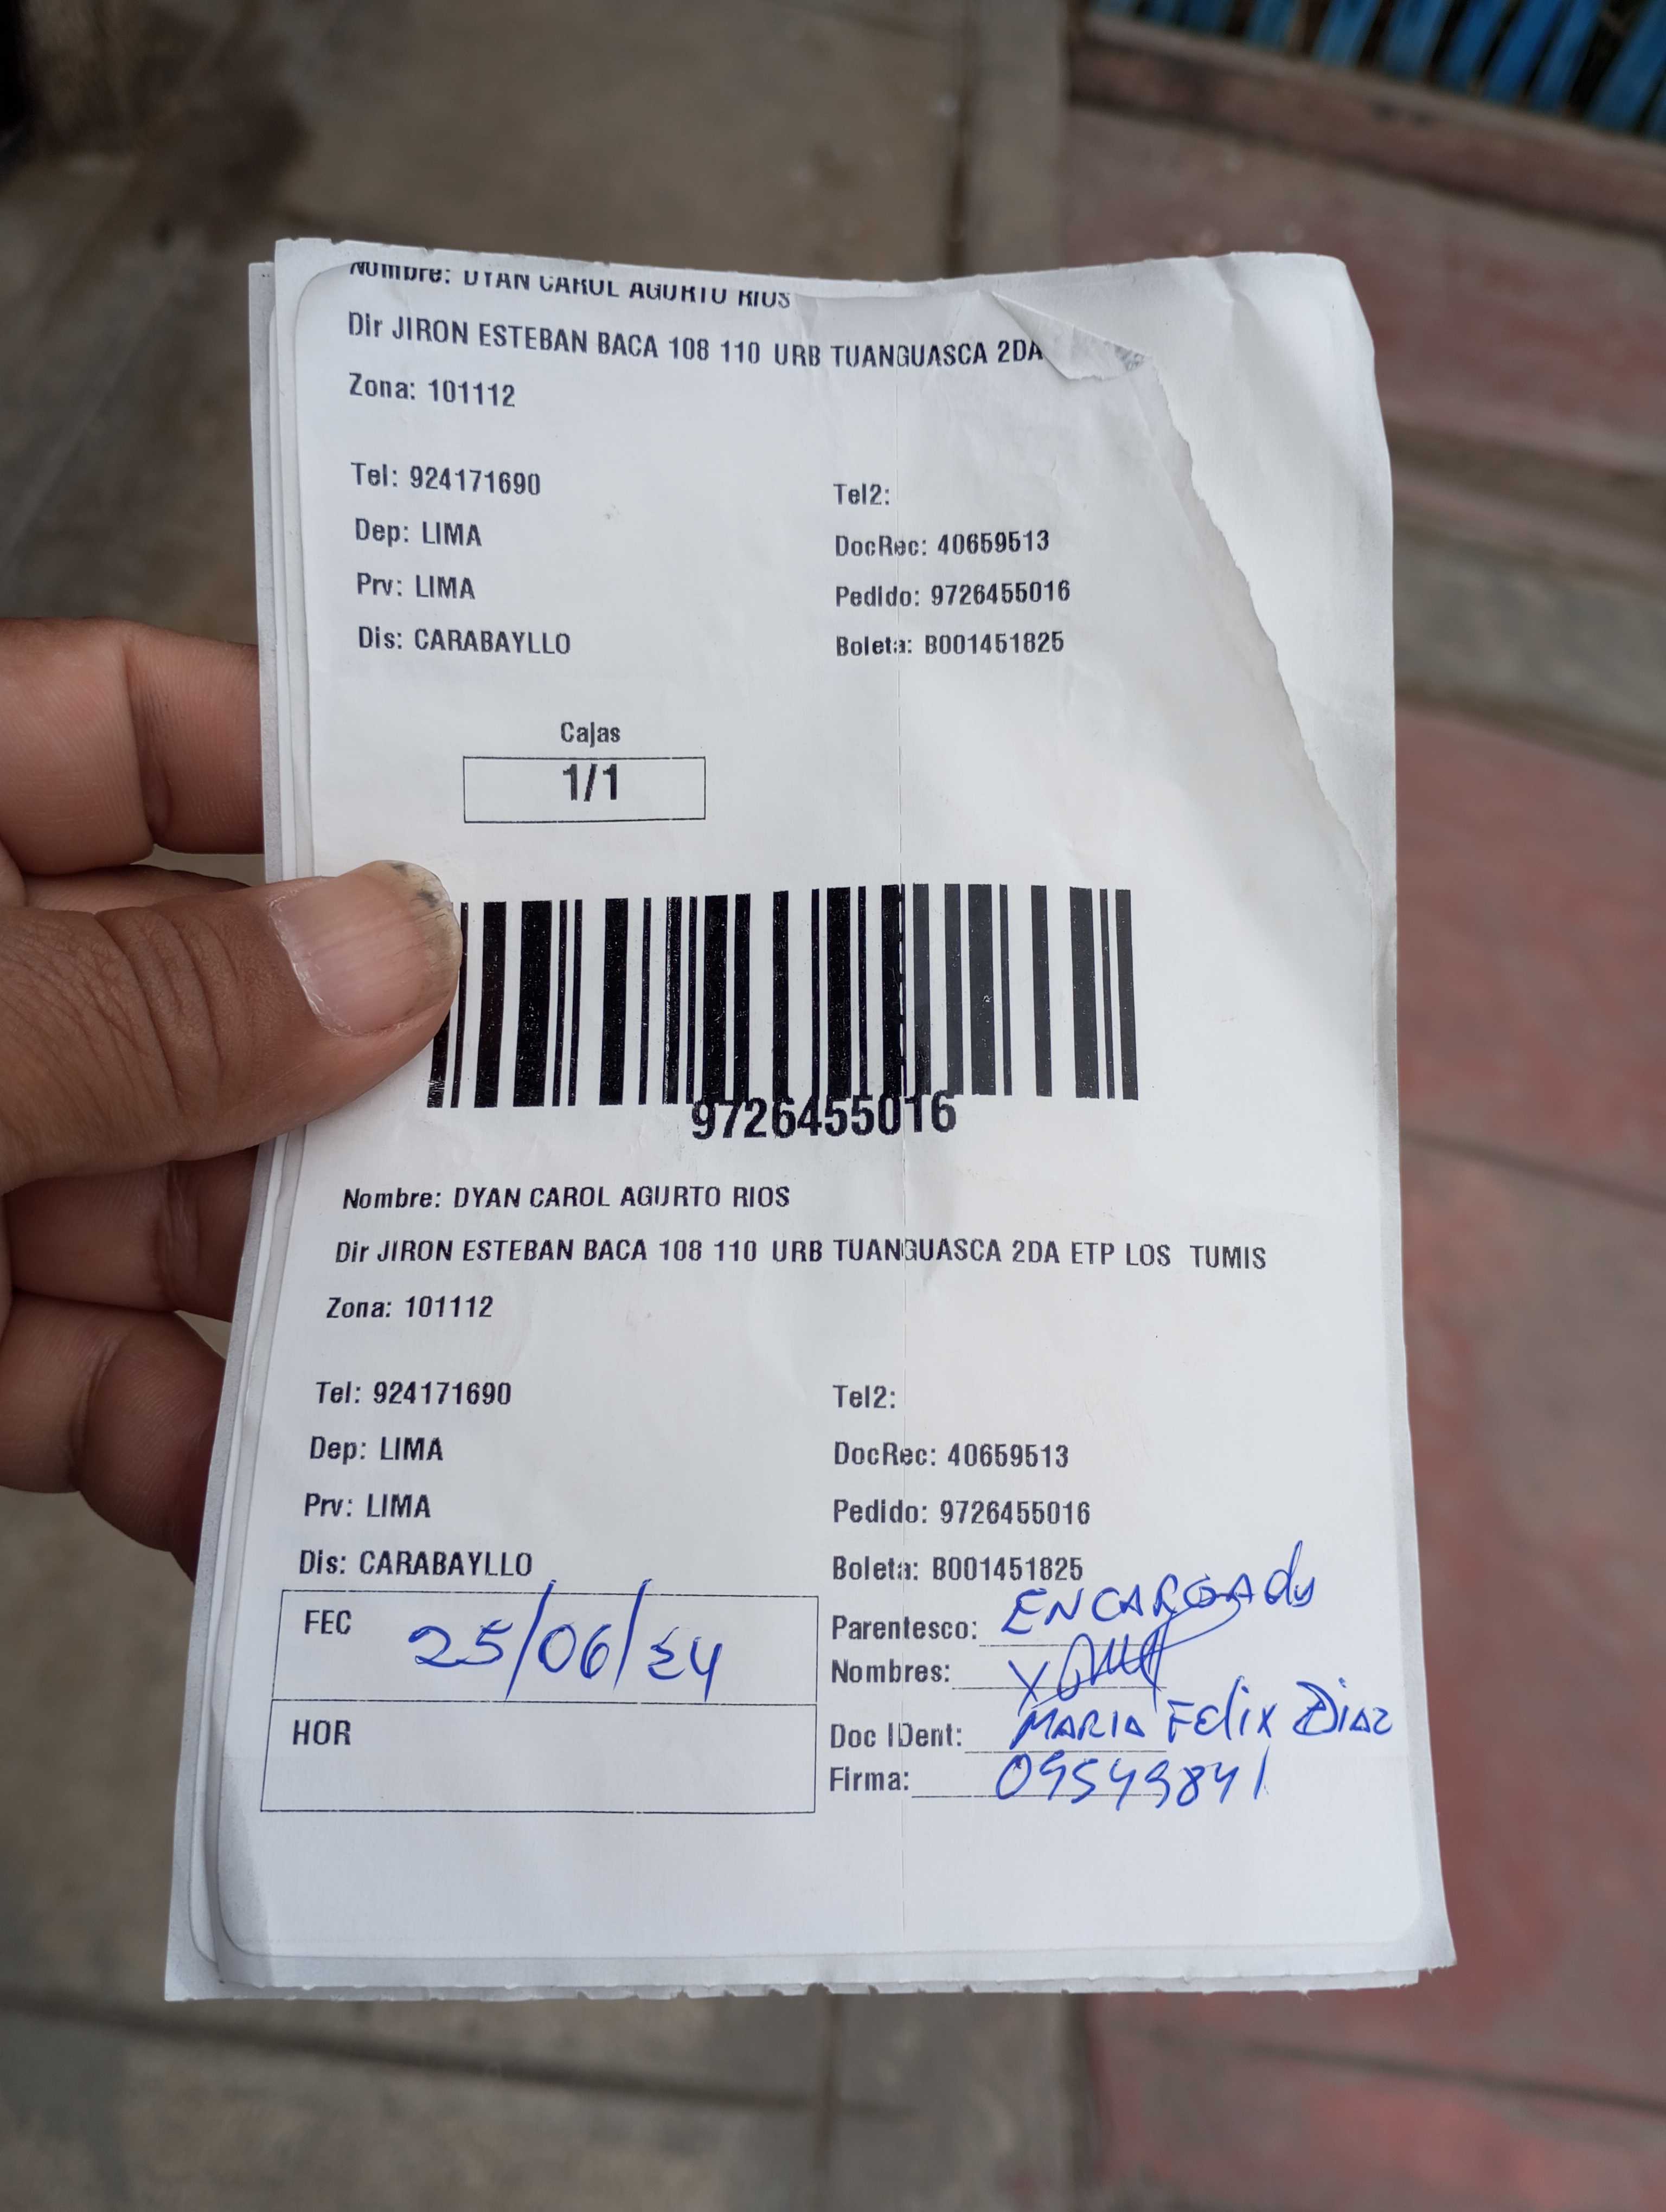 Nombre: DYAN CAROL AGURTO RIOS
Dir JIRON ESTEBAN BACA 108 110 URB TUANGUASCA 2DA
Zona: 101112
Tel: 924171690 Tel2:
Dep: LIMA DocRec: 40659513
Prv: LIMA Pedido: 9726455016
Dis: CARABAYLLO Boleta: B001451825
Cajas
1/1
9726455016
Nombre: DYAN CAROL AGURTO RIOS
Dir JIRON ESTEBAN BACA 108 110 URB TUANGUASCA 2DA ETP LOS TUMIS
Zona: 101112
Tel: 924171690 Tel2:
Dep: LIMA DocRec: 40659513
Prv: LIMA Pedido: 9726455016
Dis: CARABAYLLO Boleta: B001451825
FEC 25/06/24 Parentesco: ENCARGADO
Nombres:
HOR Doc IDent: MARIA FELIX DIAZ
Firma: 09549841